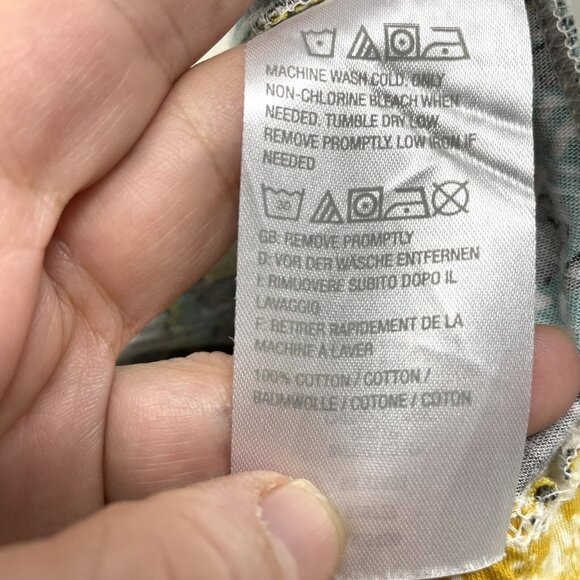 MACHINE WASH COLD. ONLY
NON-CHLORINE BLEACH WHEN
NEEDED. TUMBLE DRY LOW.
REMOVE PROMPTLY. LOW IRON IF
NEEDED
30
GB: REMOVE PROMPTLY
D: VOR DER WASCHE ENTFERNEN
I: RIMUOVERE SUBITO DOPO IL
LAVAGGIO
F: RETIRER RAPIDEMENT DE LA
MACHINE À LAVER
100% COTTON / COTTON /
BAUMWOLLE / COTONE / COTON